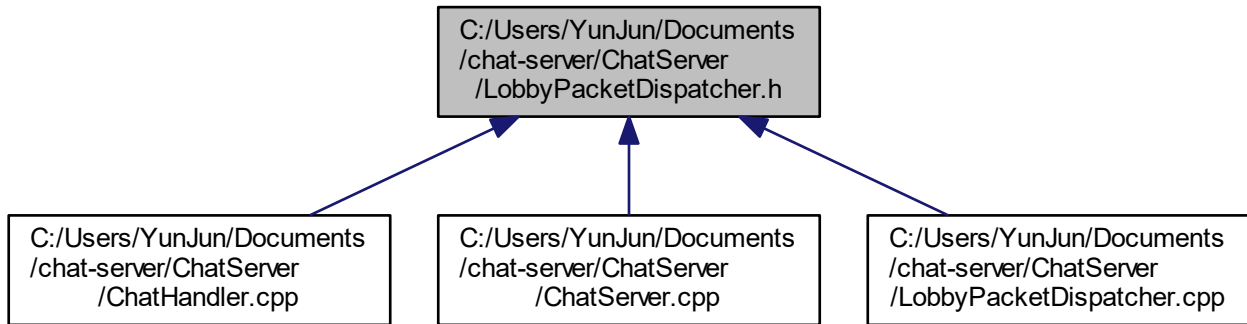 C:/Users/YunJun/Documents
/chat-server/ChatServer
/LobbyPacketDispatcher.h
C:/Users/YunJun/Documents
/chat-server/ChatServer
/ChatHandler.cpp
C:/Users/YunJun/Documents
/chat-server/ChatServer
/ChatServer.cpp
C:/Users/YunJun/Documents
/chat-server/ChatServer
/LobbyPacketDispatcher.cpp